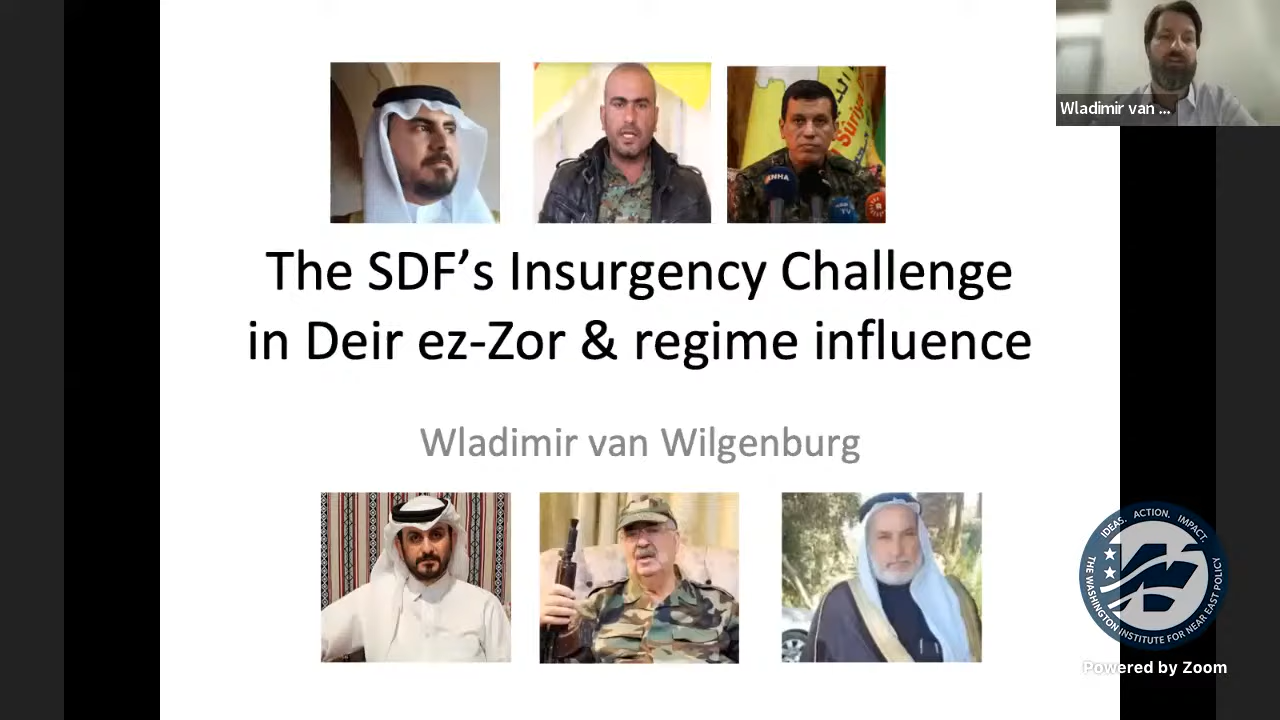 Wladimir van ...
NHA
The SDF's Insurgency Challenge
in Deir ez-Zor & regime influence
Wladimir van Wilgenburg
IDEAS. ACTION. IMPACT.
THE WASHINGTON INSTITUTE FOR NEAR EAST POLICY
Powered by Zoom